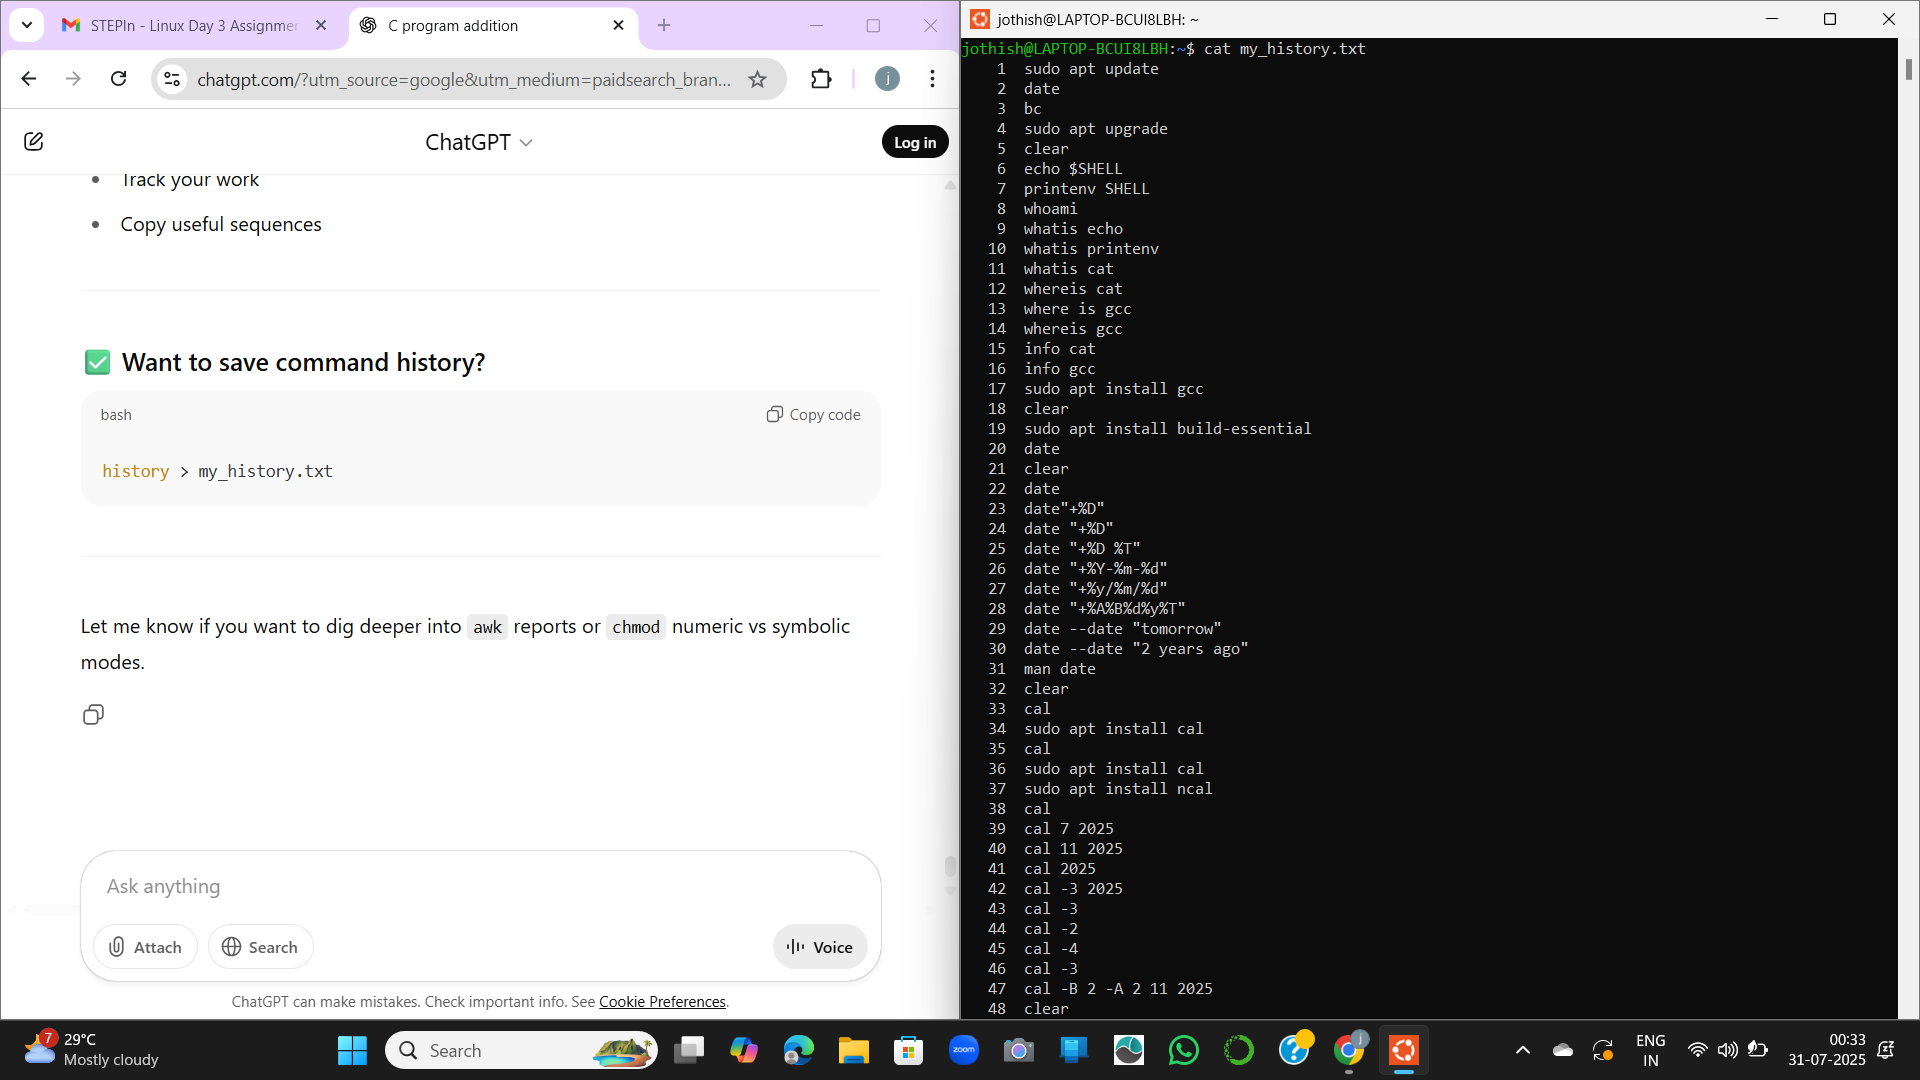 STEPIn - Linux Day 3 Assignmen
C program addition
chatgpt.com/?utm_source=google&utm_medium=paidsearch_bran...
j
ChatGPT
Log in
Track your work
Copy useful sequences
Want to save command history?
bash
Copy code
history > my_history.txt
Let me know if you want to dig deeper into awk reports or chmod numeric vs symbolic
modes.
Ask anything
Attach
Search
Voice
ChatGPT can make mistakes. Check important info. See Cookie Preferences.
jothish@LAPTOP-BCUI8LBH: ~
jothish@LAPTOP-BCUI8LBH:~$ cat my_history.txt
1 sudo apt update
2 date
3 bc
4 sudo apt upgrade
5 clear
6 echo $SHELL
7 printenv SHELL
8 whoami
9 whatis echo
10 whatis printenv
11 whatis cat
12 whereis cat
13 where is gcc
14 whereis gcc
15 info cat
16 info gcc
17 sudo apt install gcc
18 clear
19 sudo apt install build-essential
20 date
21 clear
22 date
23 date"+%D"
24 date "+%D"
25 date "+%D %T"
26 date "+%Y-%m-%d"
27 date "+%y/%m/%d"
28 date "+%A%B%d%y%T"
29 date --date "tomorrow"
30 date --date "2 years ago"
31 man date
32 clear
33 cal
34 sudo apt install cal
35 cal
36 sudo apt install cal
37 sudo apt install ncal
38 cal
39 cal 7 2025
40 cal 11 2025
41 cal 2025
42 cal -3 2025
43 cal -3
44 cal -2
45 cal -4
46 cal -3
47 cal -B 2 -A 2 11 2025
48 clear
7
29°C
Mostly cloudy
Search
zoom
j
ENG
IN
00:33
31-07-2025